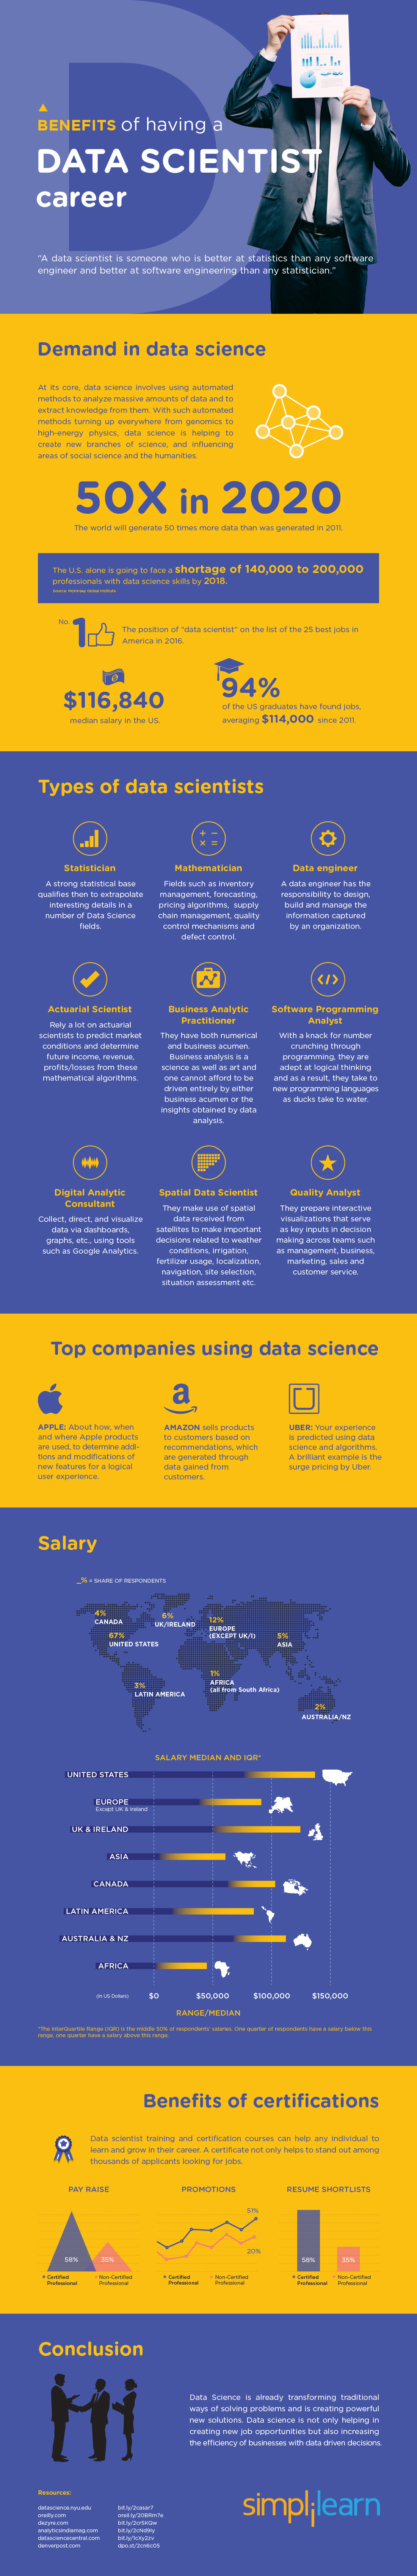 BENEFITS of having a
DATA SCIENTIST
career
"A data scientist is someone who is better at statistics than any software
engineer and better at software engineering than any statistician."
Demand in data science
At its core, data science involves using automated
methods to analyze massive amounts of data and to
extract knowledge from them. With such automated
methods turning up everywhere from genomics to
high-energy physics, data science is helping to
create new branches of science, and influencing
areas of social science and the humanities.
50X in 2020
The world will generate 50 times more data than was generated in 2011.
The U.S. alone is going to face a shortage of 140,000 to 200,000
professionals with data science skills by 2018.
Source: McKinsey Global Institute
No. 1
The position of "data scientist" on the list of the 25 best jobs in
America in 2016.
$116,840
median salary in the US.
94%
of the US graduates have found jobs,
averaging $114,000 since 2011.
Types of data scientists
Statistician
A strong statistical base
qualifies then to extrapolate
interesting details in a
number of Data Science
fields.
Mathematician
Fields such as inventory
management, forecasting,
pricing algorithms, supply
chain management, quality
control mechanisms and
defect control.
Data engineer
A data engineer has the
responsibility to design,
build and manage the
information captured
by an organization.
Actuarial Scientist
Rely a lot on actuarial
scientists to predict market
conditions and determine
future income, revenue,
profits/losses from these
mathematical algorithms.
Business Analytic
Practitioner
They have both numerical
and business acumen.
Business analysis is a
science as well as art and
one cannot afford to be
driven entirely by either
business acumen or the
insights obtained by data
analysis.
Software Programming
Analyst
With a knack for number
crunching through
programming, they are
adept at logical thinking
and as a result, they take to
new programming languages
as ducks take to water.
Digital Analytic
Consultant
Collect, direct, and visualize
data via dashboards,
graphs, etc., using tools
such as Google Analytics.
Spatial Data Scientist
They make use of spatial
data received from
satellites to make important
decisions related to weather
conditions, irrigation,
fertilizer usage, localization,
navigation, site selection,
situation assessment etc.
Quality Analyst
They prepare interactive
visualizations that serve
as key inputs in decision
making across teams such
as management, business,
marketing, sales and
customer service.
Top companies using data science
APPLE: About how, when
and where Apple products
are used, to determine addi-
tions and modifications of
new features for a logical
user experience.
AMAZON sells products
to customers based on
recommendations, which
are generated through
data gained from
customers.
UBER: Your experience
is predicted using data
science and algorithms.
A brilliant example is the
surge pricing by Uber.
Salary
_% = SHARE OF RESPONDENTS
4%
CANADA
67%
UNITED STATES
6%
UK/IRELAND
12%
EUROPE
(EXCEPT UK/I)
5%
ASIA
3%
LATIN AMERICA
1%
AFRICA
(all from South Africa)
2%
AUSTRALIA/NZ
SALARY MEDIAN AND IQR*
UNITED STATES
EUROPE
Except UK & Ireland
UK & IRELAND
ASIA
CANADA
LATIN AMERICA
AUSTRALIA & NZ
AFRICA
(In US Dollars) $0 $50,000 $100,000 $150,000
RANGE/MEDIAN
*The InterQuartile Range (IQR) is the middle 50% of respondents' salaries. One quarter of respondents have a salary below this
range, one quarter have a salary above this range.
Benefits of certifications
Data scientist training and certification courses can help any individual to
learn and grow in their career. A certificate not only helps to stand out among
thousands of applicants looking for jobs.
PAY RAISE
58% 35%
Certified
Professional
Non-Certified
Professional
PROMOTIONS
51%
20%
Certified
Professional
Non-Certified
Professional
RESUME SHORTLISTS
58% 35%
Certified
Professional
Non-Certified
Professional
Conclusion
Data Science is already transforming traditional
ways of solving problems and is creating powerful
new solutions. Data science is not only helping in
creating new job opportunities but also increasing
the efficiency of businesses with data driven decisions.
Resources:
datascience.nyu.edu
oreilly.com
dezyre.com
analyticsindiamag.com
datasciencecentral.com
denverpost.com
bit.ly/2casar7
oreil.ly/20BRm7e
bit.ly/2cr5KQw
bit.ly/2cNd9iy
bit.ly/1cXy2zv
dpo.st/2cn6c05
simplilearn